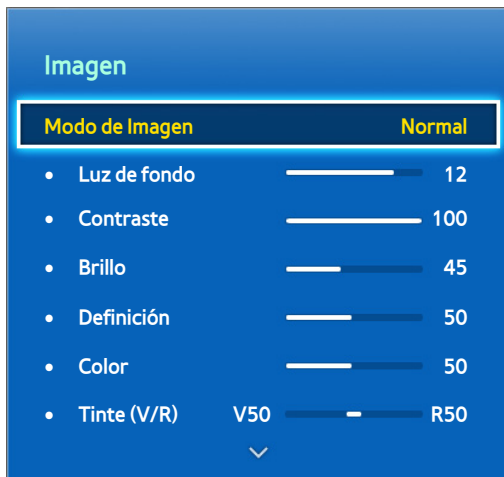 Imagen
Modo de Imagen Normal
• Luz de fondo 12
• Contraste 100
• Brillo 45
• Definición 50
• Color 50
• Tinte (V/R) V50 R50